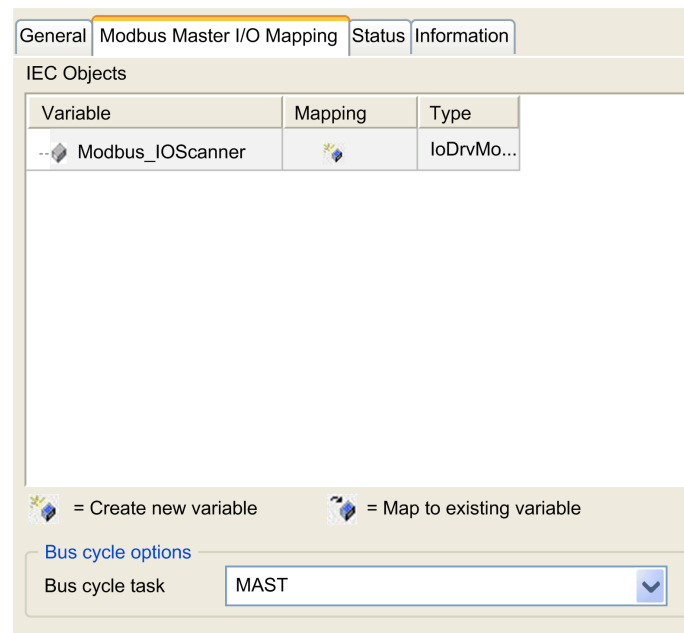 General Modbus Master I/O Mapping Status Information
IEC Objects
Variable Mapping Type
Modbus_IOScanner IoDrvMo...
= Create new variable = Map to existing variable
Bus cycle options
Bus cycle task MAST